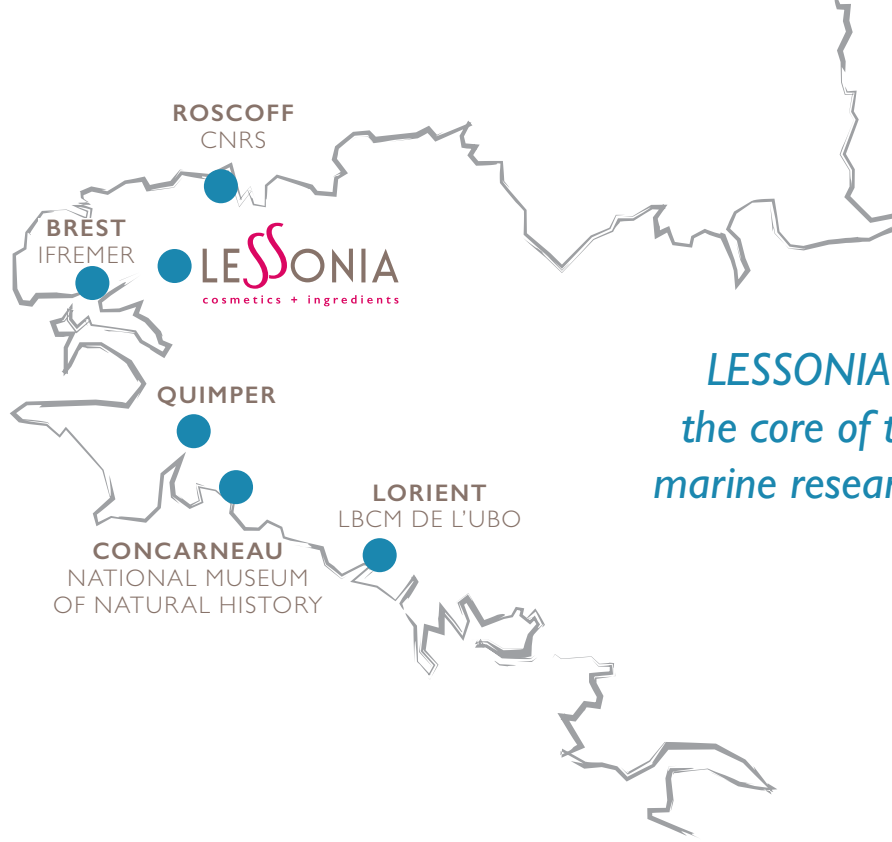 ROSCOFF
CNRS
BREST
IFREMER
LESSONIA
cosmetics + ingredients
QUIMPER
LESSONIA
the core of
marine
LORIENT
LBCM DE L'UBO
CONCARNEAU
NATIONAL MUSEUM
OF NATURAL HISTORY